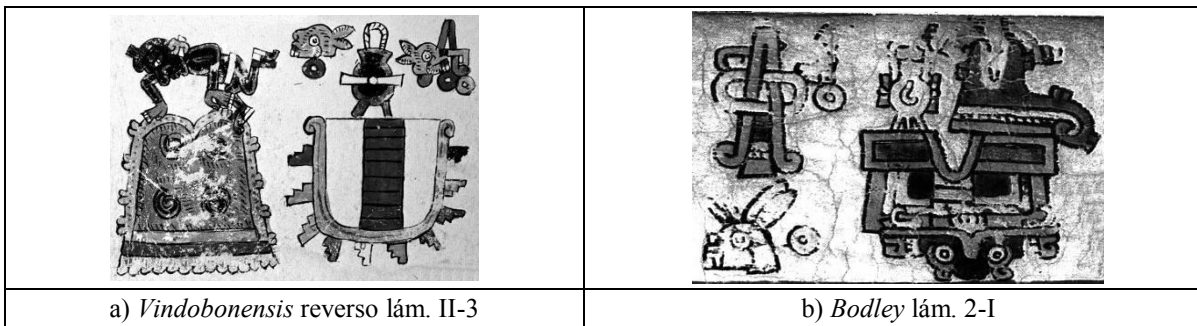 a) Vindobonensis reverso lám. II-3
b) Bodley lám. 2-I